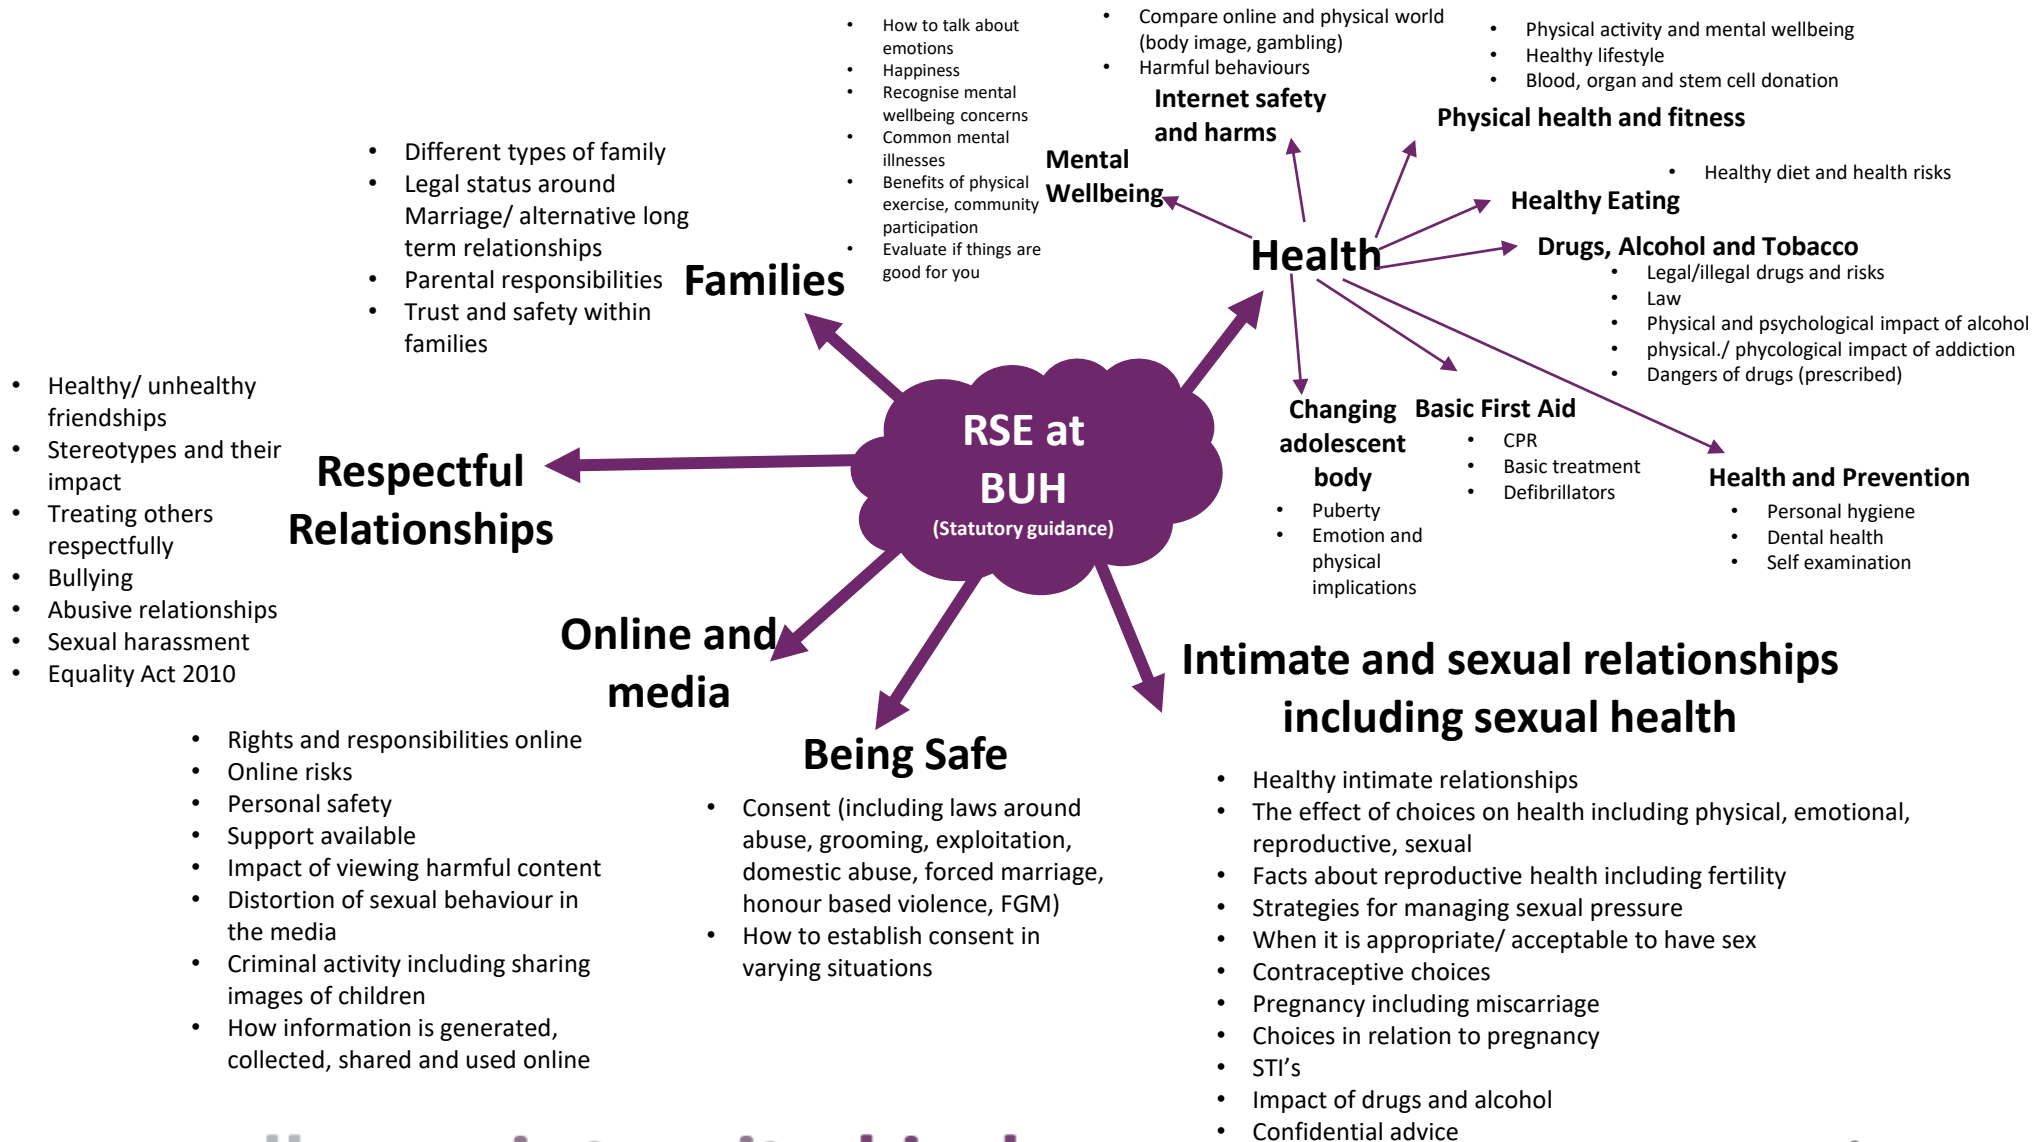 RSE at
BUH
(Statutory guidance)
Families
• Different types of family
• Legal status around
Marriage/ alternative long
term relationships
• Parental responsibilities
• Trust and safety within
families
Respectful
Relationships
• Healthy/ unhealthy
friendships
• Stereotypes and their
impact
• Treating others
respectfully
• Bullying
• Abusive relationships
• Sexual harassment
• Equality Act 2010
Online and
media
• Rights and responsibilities online
• Online risks
• Personal safety
• Support available
• Impact of viewing harmful content
• Distortion of sexual behaviour in
the media
• Criminal activity including sharing
images of children
• How information is generated,
collected, shared and used online
Being Safe
• Consent (including laws around
abuse, grooming, exploitation,
domestic abuse, forced marriage,
honour based violence, FGM)
• How to establish consent in
varying situations
Intimate and sexual relationships
including sexual health
• Healthy intimate relationships
• The effect of choices on health including physical, emotional,
reproductive, sexual
• Facts about reproductive health including fertility
• Strategies for managing sexual pressure
• When it is appropriate/ acceptable to have sex
• Contraceptive choices
• Pregnancy including miscarriage
• Choices in relation to pregnancy
• STI's
• Impact of drugs and alcohol
• Confidential advice
Health
Mental
Wellbeing
• How to talk about
emotions
• Happiness
• Recognise mental
wellbeing concerns
• Common mental
illnesses
• Benefits of physical
exercise, community
participation
• Evaluate if things are
good for you
• Compare online and physical world
(body image, gambling)
• Harmful behaviours
Internet safety
and harms
• Physical activity and mental wellbeing
• Healthy lifestyle
• Blood, organ and stem cell donation
Physical health and fitness
• Healthy diet and health risks
Healthy Eating
Drugs, Alcohol and Tobacco
• Legal/illegal drugs and risks
• Law
• Physical and psychological impact of alcohol
• physical./ phycological impact of addiction
• Dangers of drugs (prescribed)
Changing
adolescent
body
• Puberty
• Emotion and
physical
implications
Basic First Aid
• CPR
• Basic treatment
• Defibrillators
Health and Prevention
• Personal hygiene
• Dental health
• Self examination